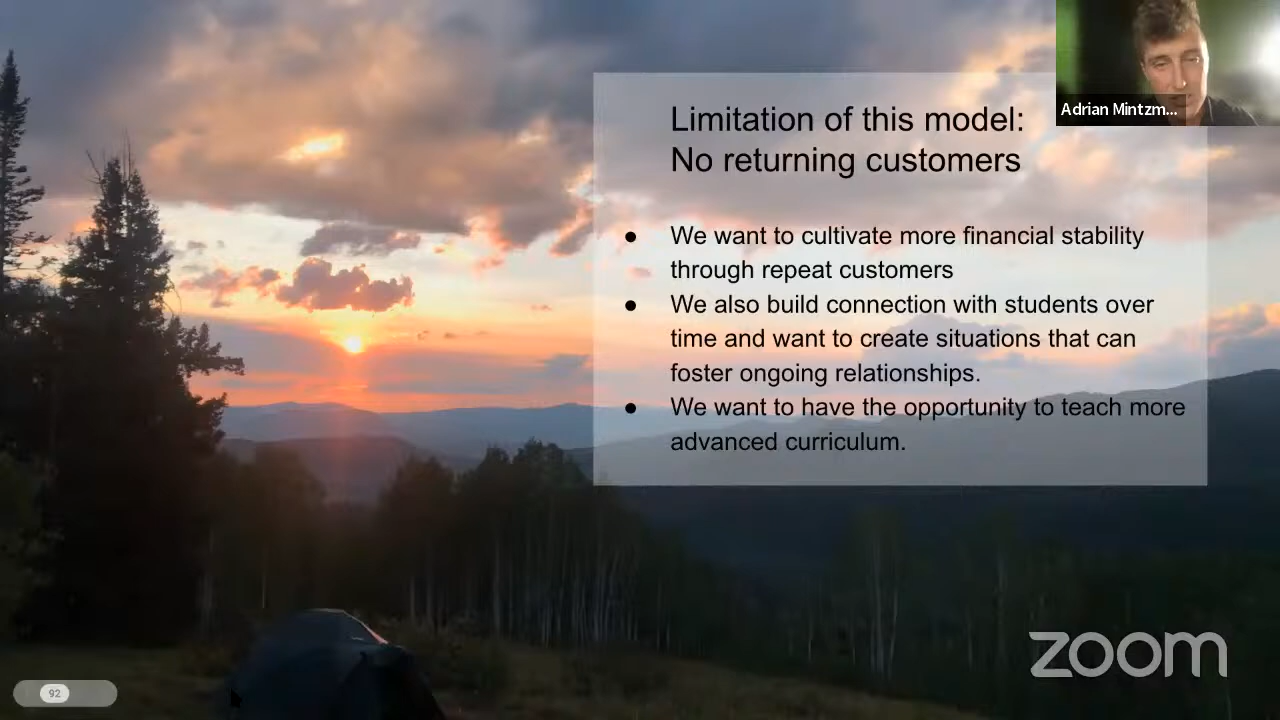 Limitation of this model:
No returning customers
Adrian Mintzm...
● We want to cultivate more financial stability
through repeat customers
● We also build connection with students over
time and want to create situations that can
foster ongoing relationships.
● We want to have the opportunity to teach more
advanced curriculum.
zoom
92